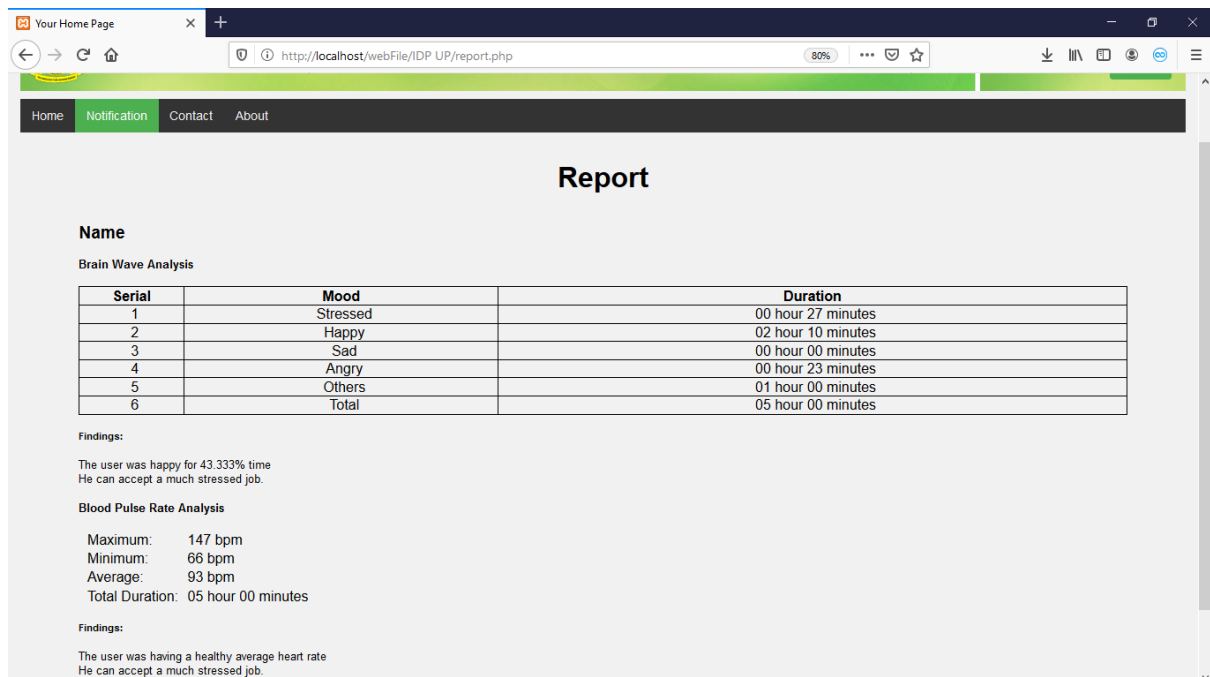 Your Home Page
http://localhost/webFile/IDP UP/report.php
80%
Home Notification Contact About
Report
Name
Brain Wave Analysis
Serial Mood Duration
1 Stressed 00 hour 27 minutes
2 Happy 02 hour 10 minutes
3 Sad 00 hour 00 minutes
4 Angry 00 hour 23 minutes
5 Others 01 hour 00 minutes
6 Total 05 hour 00 minutes
Findings:
The user was happy for 43.333% time
He can accept a much stressed job.
Blood Pulse Rate Analysis
Maximum: 147 bpm
Minimum: 66 bpm
Average: 93 bpm
Total Duration: 05 hour 00 minutes
Findings:
The user was having a healthy average heart rate
He can accept a much stressed job.